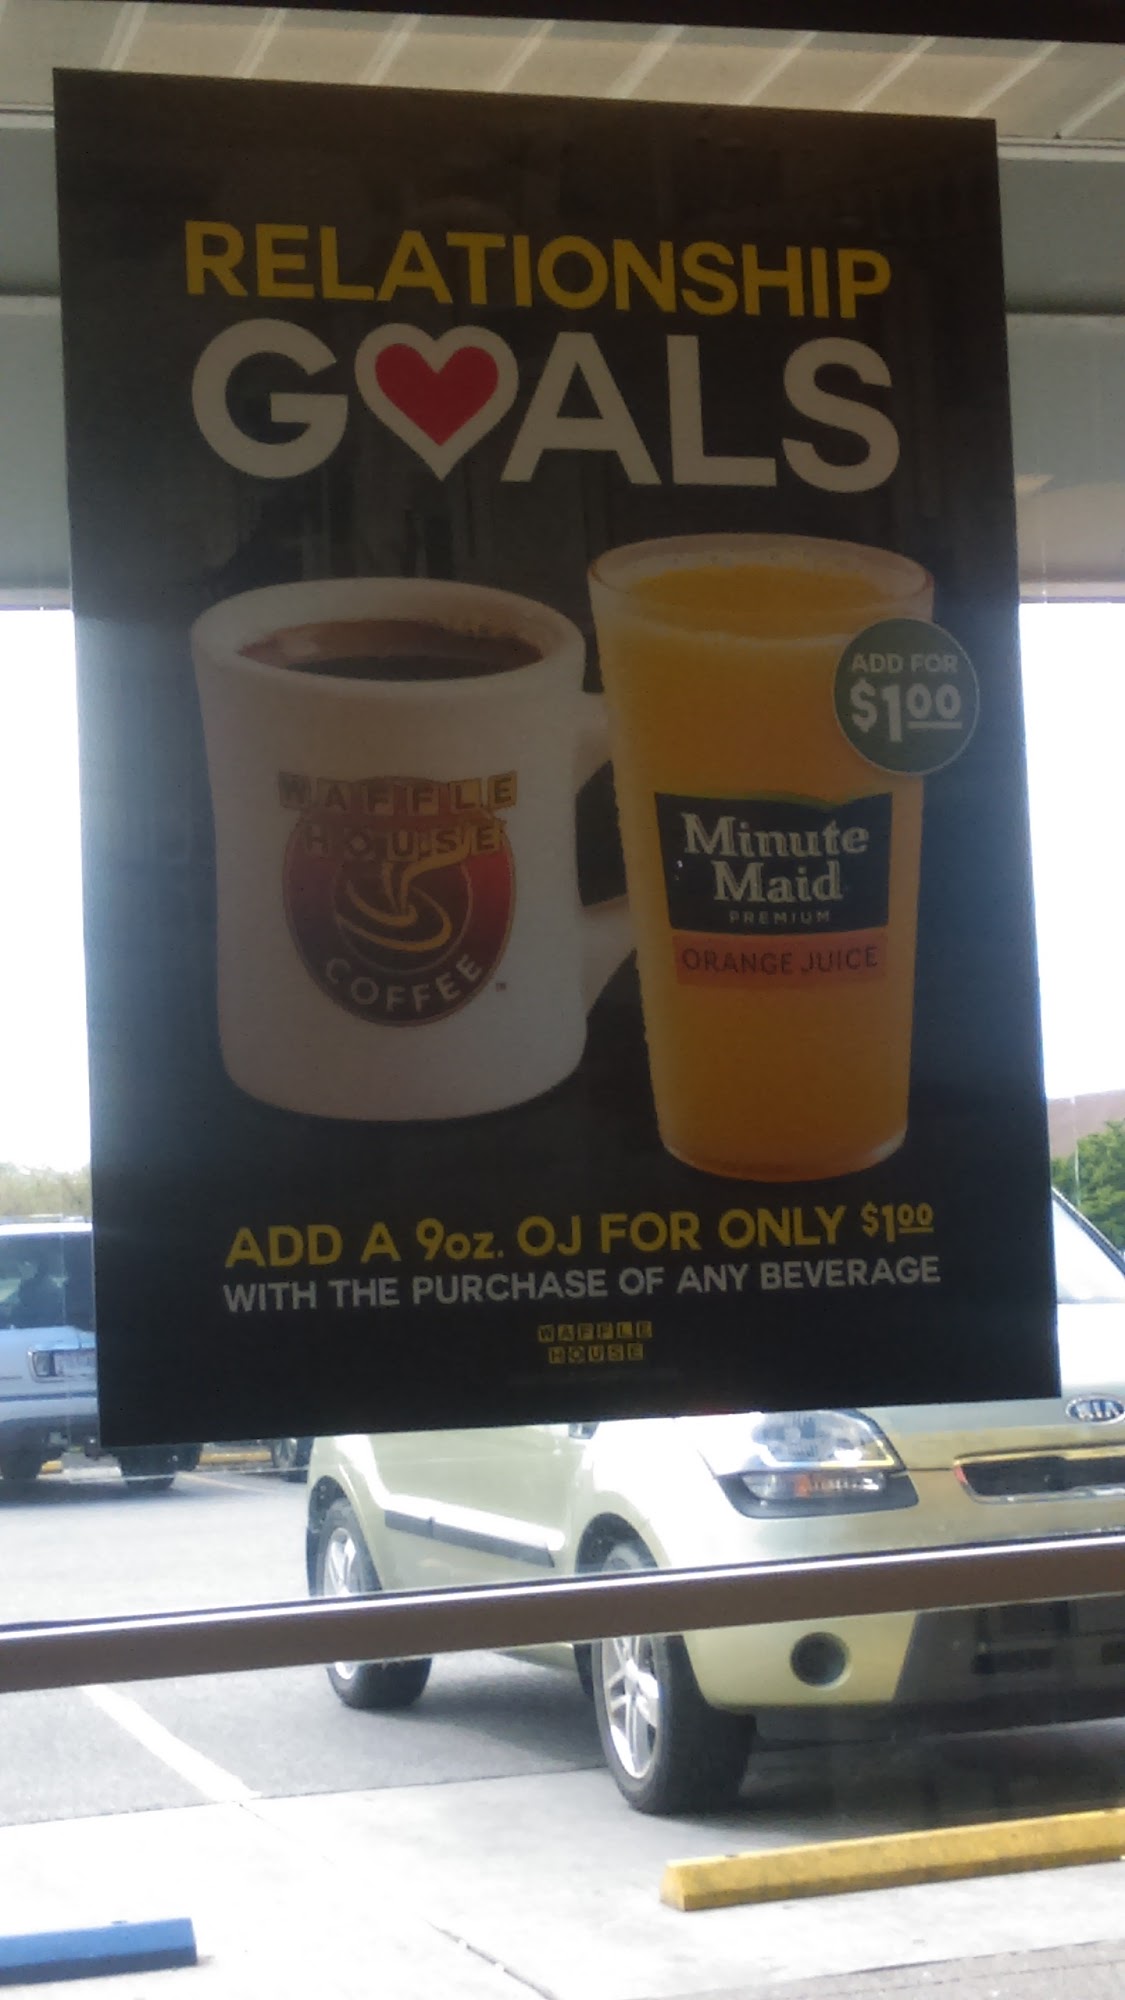 RELATIONSHIP
GALS
ADD FOR
$1.00
WAFFLE
HOUSE
COFFEE
Minute
Maid
PREMIUM
ORANGE JUICE
ADD A 9oz. OJ FOR ONLY $1.00
WITH THE PURCHASE OF ANY BEVERAGE
WAFFLE
HOUSE
KIA